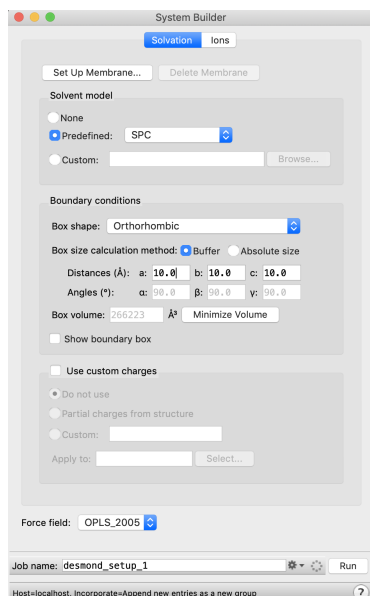 System Builder
Solvation Ions
Set Up Membrane... Delete Membrane
Solvent model
None
Predefined: SPC
Custom: Browse...
Boundary conditions
Box shape: Orthorhombic
Box size calculation method: Buffer Absolute size
Distances (Å): a: 10.0 b: 10.0 c: 10.0
Angles (°): α: 90.0 β: 90.0 γ: 90.0
Box volume: 266223 Å³ Minimize Volume
Show boundary box
Use custom charges
Do not use
Partial charges from structure
Custom:
Apply to: Select...
Force field: OPLS_2005
Job name: desmond_setup_1 Run
Host=localhost, Incorporate=Append new entries as a new group ?